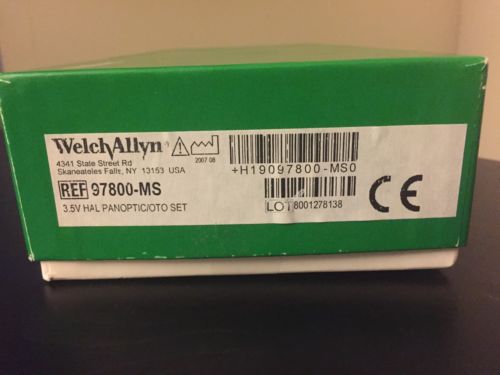 WelchAllyn
4341 State Street Rd
Skaneateles Falls, NY 13153 USA
2007 08
+H19097800-MS0
REF 97800-MS
3.5V HAL PANOPTIC/OTO SET
LOT 8001278138
CE